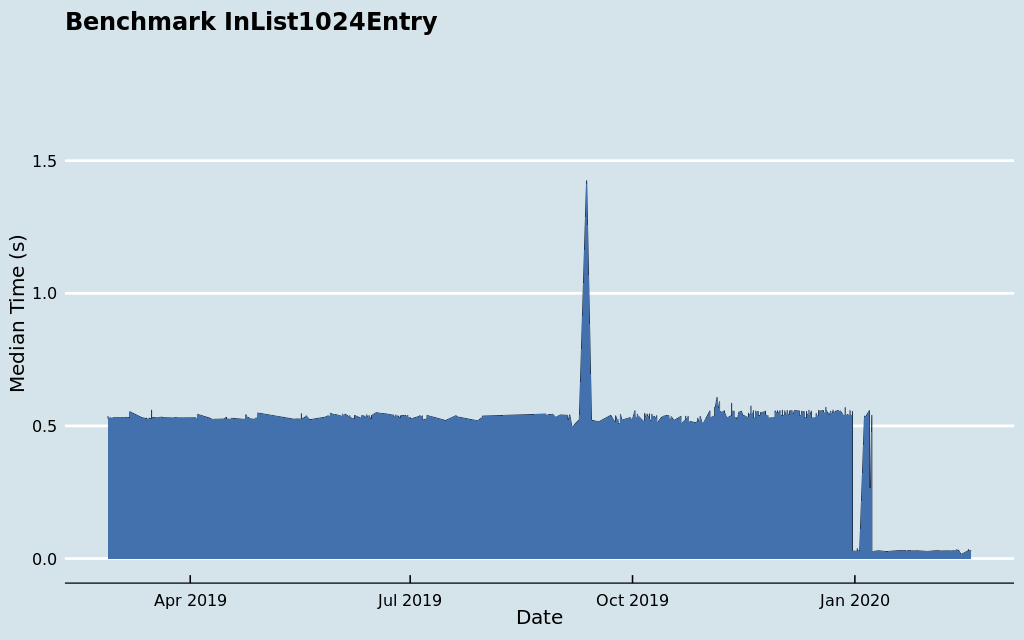 Benchmark InList1024Entry
Median Time (s)
1.5
1.0
0.5
0.0
Apr 2019
Jul 2019
Oct 2019
Jan 2020
Date